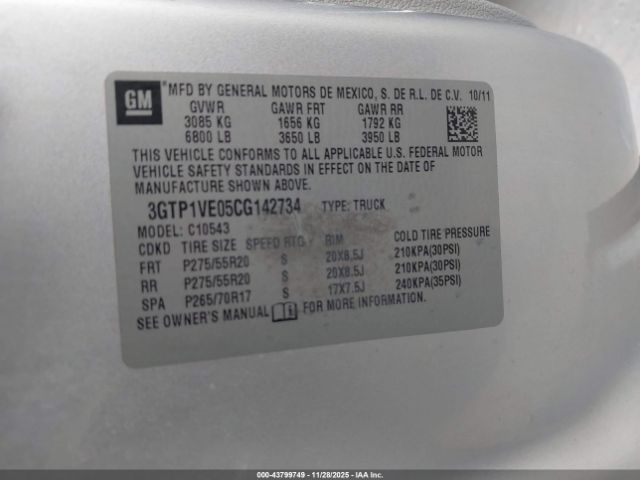 GM
MFD BY GENERAL MOTORS DE MEXICO, S. DE R.L. DE C.V. 10/11
GVWR GAWR FRT GAWR RR
3085 KG 1656 KG 1792 KG
6800 LB 3650 LB 3950 LB
THIS VEHICLE CONFORMS TO ALL APPLICABLE U.S. FEDERAL MOTOR
VEHICLE SAFETY STANDARDS IN EFFECT ON THE DATE OF
MANUFACTURE SHOWN ABOVE.
3GTP1VE05CG142734 TYPE: TRUCK
MODEL: C10543
CDKD TIRE SIZE SPEED RTG RIM COLD TIRE PRESSURE
FRT P275/55R20 S 20X8.5J 210KPA(30PSI)
RR P275/55R20 S 20X8.5J 210KPA(30PSI)
SPA P265/70R17 S 17X7.5J 240KPA(35PSI)
SEE OWNER'S MANUAL FOR MORE INFORMATION.
000-43799749 - 11/28/2025 - IAAI.COM